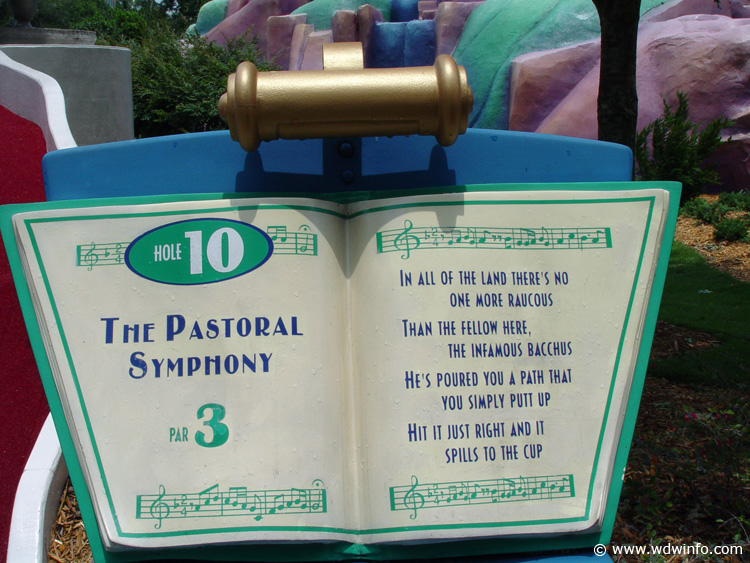 HOLE 10
THE PASTORAL
SYMPHONY
PAR 3
IN ALL OF THE LAND THERE'S NO
ONE MORE RAUCOUS
THAN THE FELLOW HERE,
THE INFAMOUS BACCHUS
HE'S POURED YOU A PATH THAT
YOU SIMPLY PUTT UP
HIT IT JUST RIGHT AND IT
SPILLS TO THE CUP
© www.wdwinfo.com